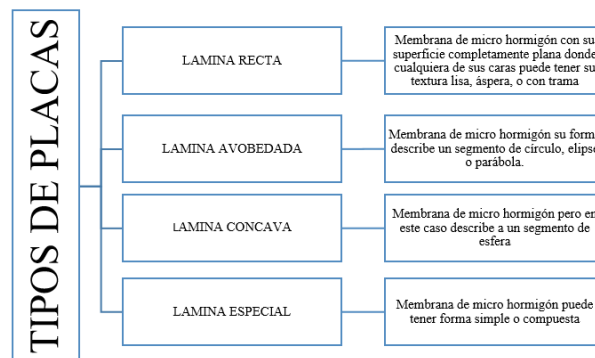 TIPOS DE PLACAS
LAMINA RECTA
Membrana de micro hormigón con su
superficie completamente plana donde
cualquiera de sus caras puede tener su
textura lisa, áspera, o con trama
LAMINA AVOBEDADA
Membrana de micro hormigón su forma
describe un segmento de círculo, elipse
o parábola.
LAMINA CONCAVA
Membrana de micro hormigón pero en
este caso describe a un segmento de
esfera
LAMINA ESPECIAL
Membrana de micro hormigón puede
tener forma simple o compuesta